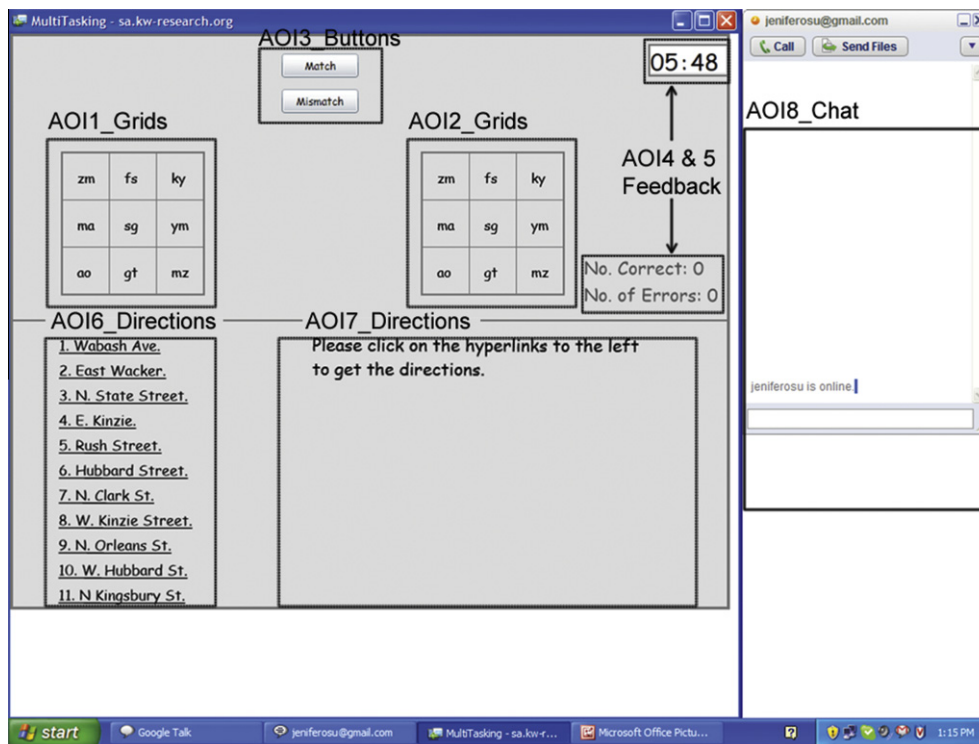 MultiTasking - sa.kw-research.org
AOI3_Buttons
Match
Mismatch
05:48
AOI1_Grids
AOI2_Grids
AOI4 & 5
Feedback
zm fs ky
ma sg ym
ao gt mz
zm fs ky
ma sg ym
ao gt mz
No. Correct: 0
No. of Errors: 0
AOI6_Directions
AOI7_Directions
1. Wabash Ave.
2. East Wacker.
3. N. State Street.
4. E. Kinzie.
5. Rush Street.
6. Hubbard Street.
7. N. Clark St.
8. W. Kinzie Street.
9. N. Orleans St.
10. W. Hubbard St.
11. N Kingsbury St.
Please click on the hyperlinks to the left
to get the directions.
jeniferosu@gmail.com
Call Send Files
AOI8_Chat
jeniferosu is online.
start Google Talk jeniferosu@gmail.com MultiTasking - sa.kw-r... Microsoft Office Pictu... 1:15 PM